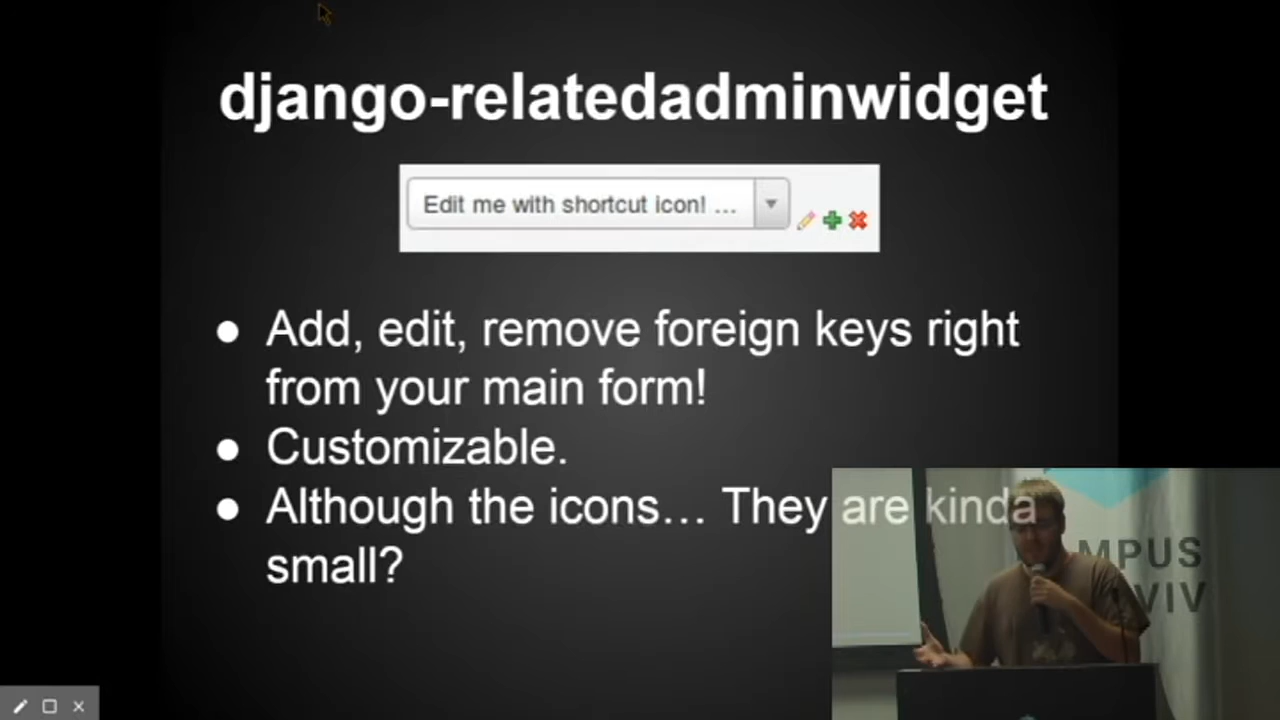 django-relatedadminwidget
Edit me with shortcut icon! ...
● Add, edit, remove foreign keys right
from your main form!
● Customizable.
● Although the icons… They are kinda
small?
MPUS
VIV